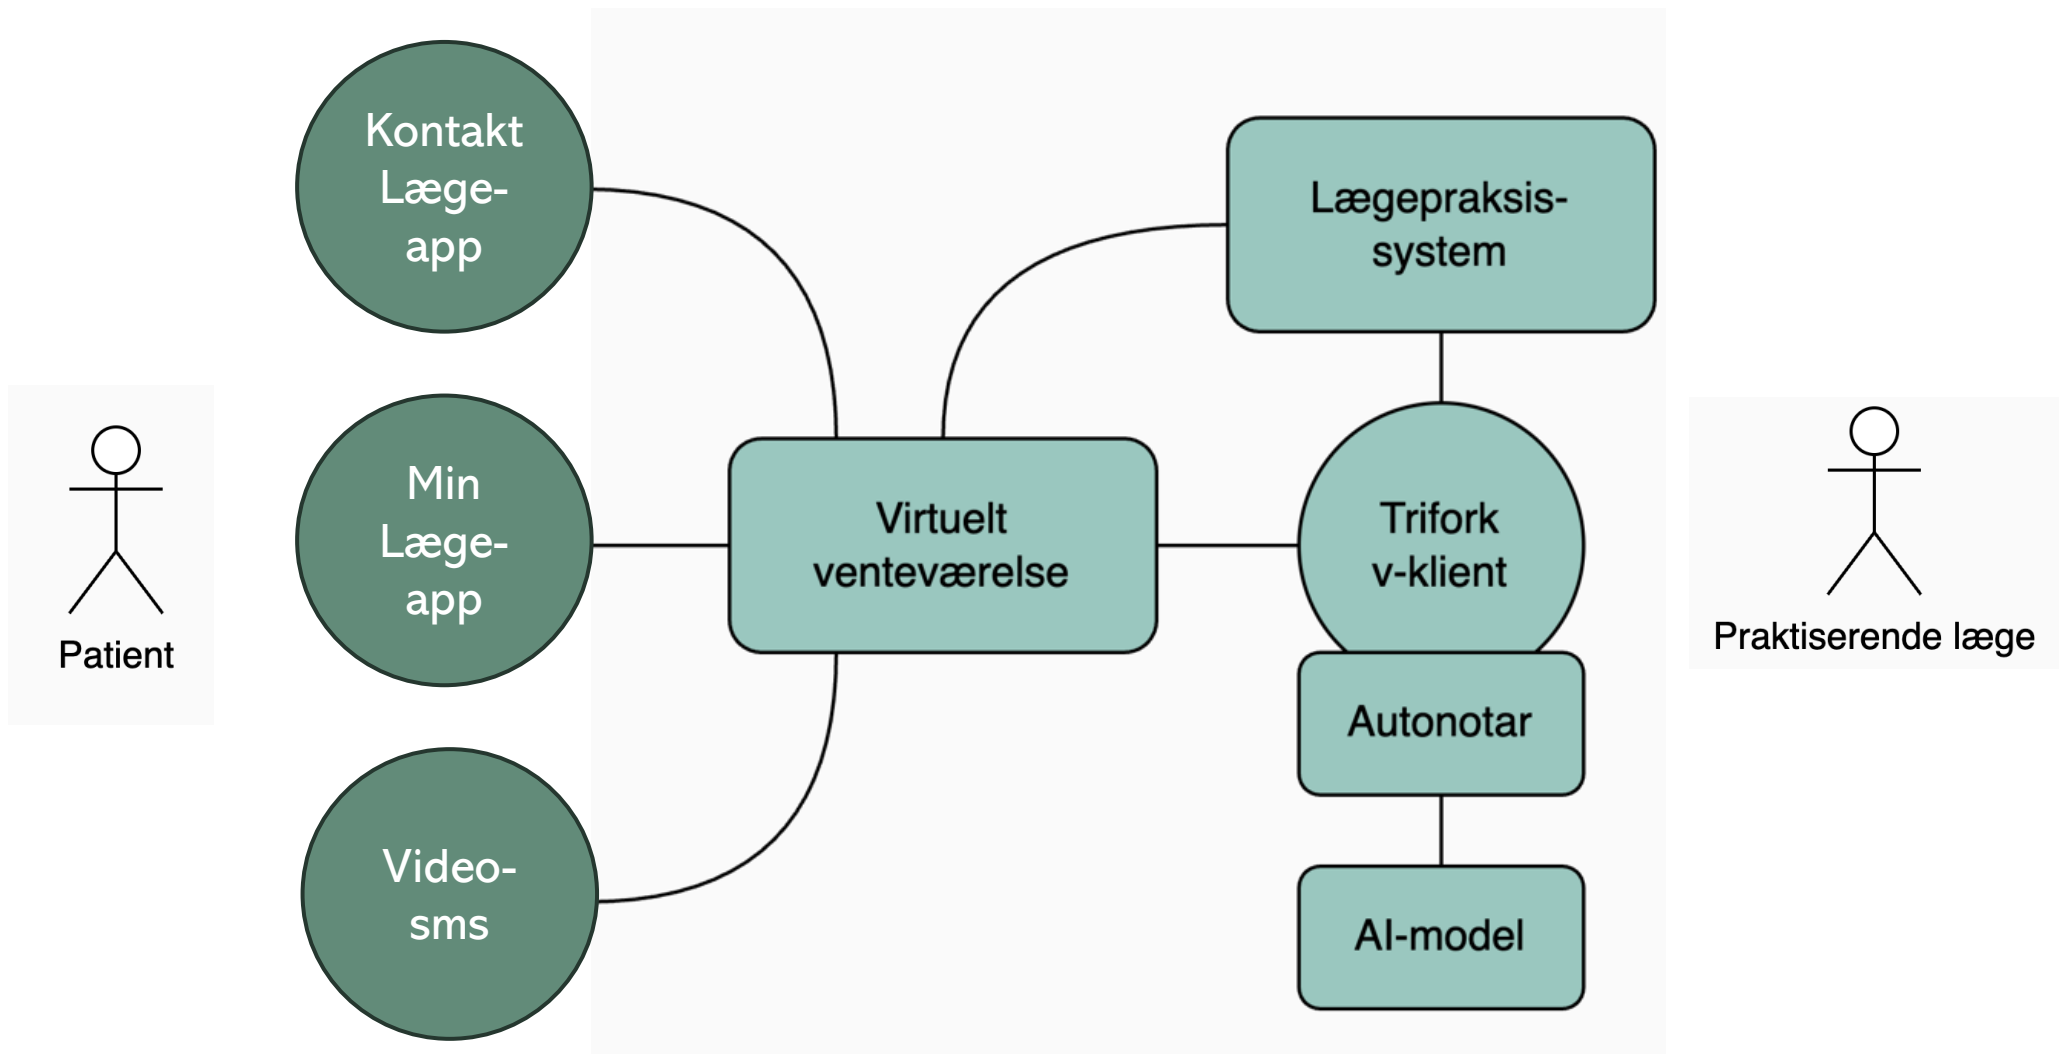 Kontakt
Læge-
app
Lægepraksis-
system
Min
Læge-
app
Virtuelt
venteværelse
Trifork
v-klient
Patient
Praktiserende læge
Autonotar
Video-
sms
AI-model